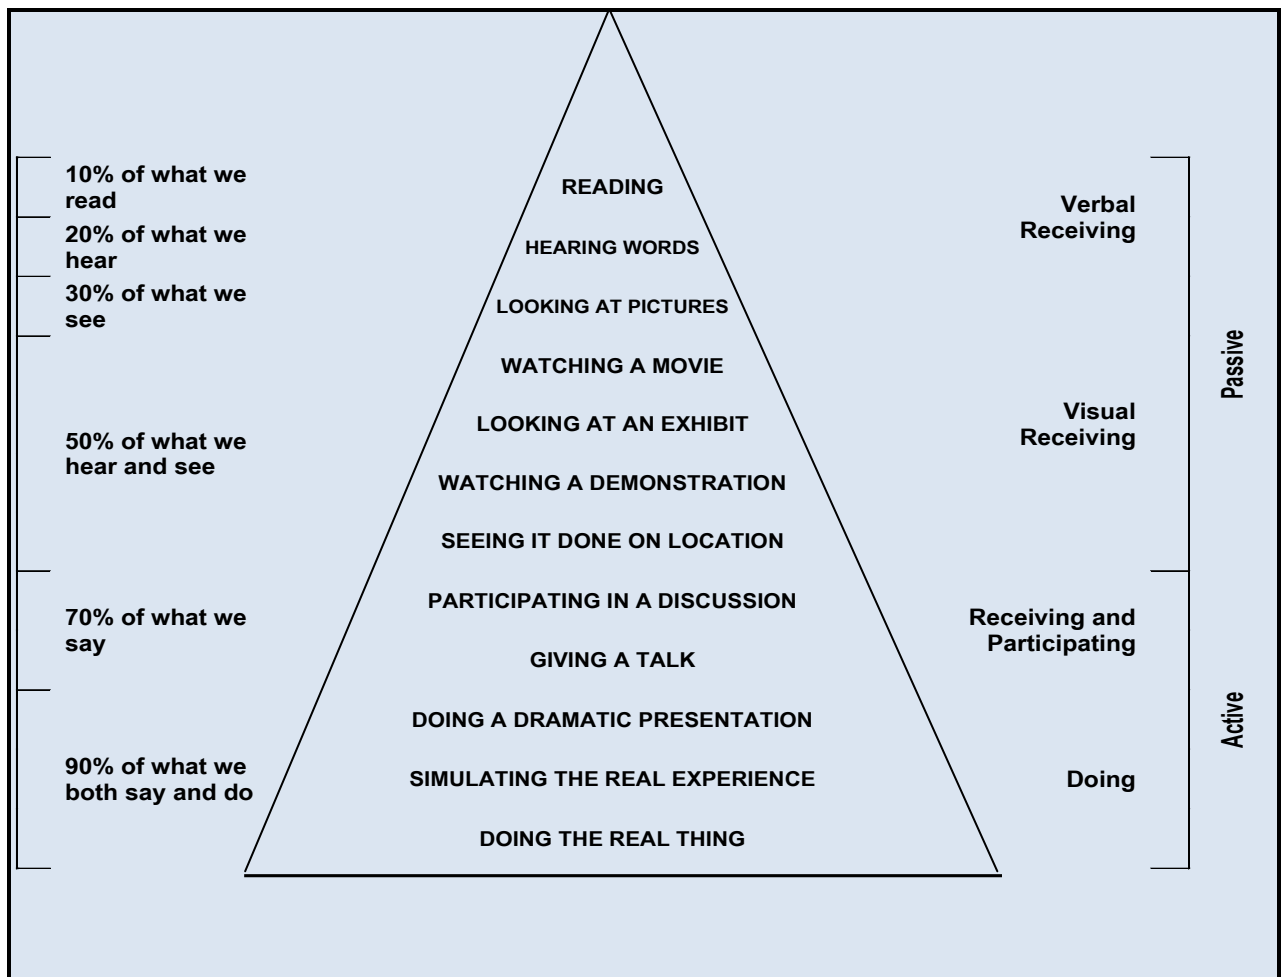 10% of what we
read
20% of what we
hear
30% of what we
see
50% of what we
hear and see
70% of what we
say
90% of what we
both say and do
READING
HEARING WORDS
LOOKING AT PICTURES
WATCHING A MOVIE
LOOKING AT AN EXHIBIT
WATCHING A DEMONSTRATION
SEEING IT DONE ON LOCATION
PARTICIPATING IN A DISCUSSION
GIVING A TALK
DOING A DRAMATIC PRESENTATION
SIMULATING THE REAL EXPERIENCE
DOING THE REAL THING
Verbal
Receiving
Visual
Receiving
Receiving and
Participating
Doing
Passive
Active